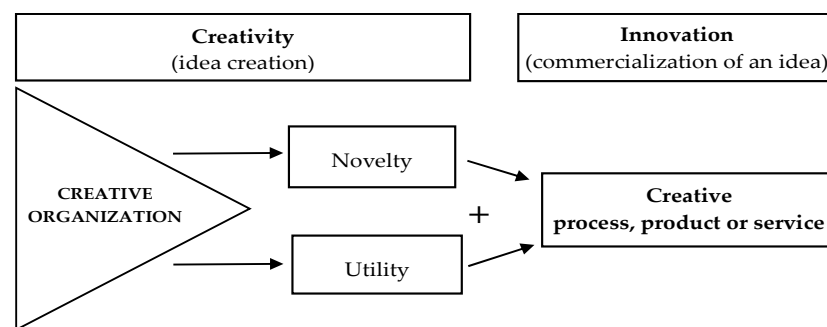 Creativity
(idea creation)
Innovation
(commercialization of an idea)
Novelty
CREATIVE
ORGANIZATION
+
Creative
process, product or service
Utility